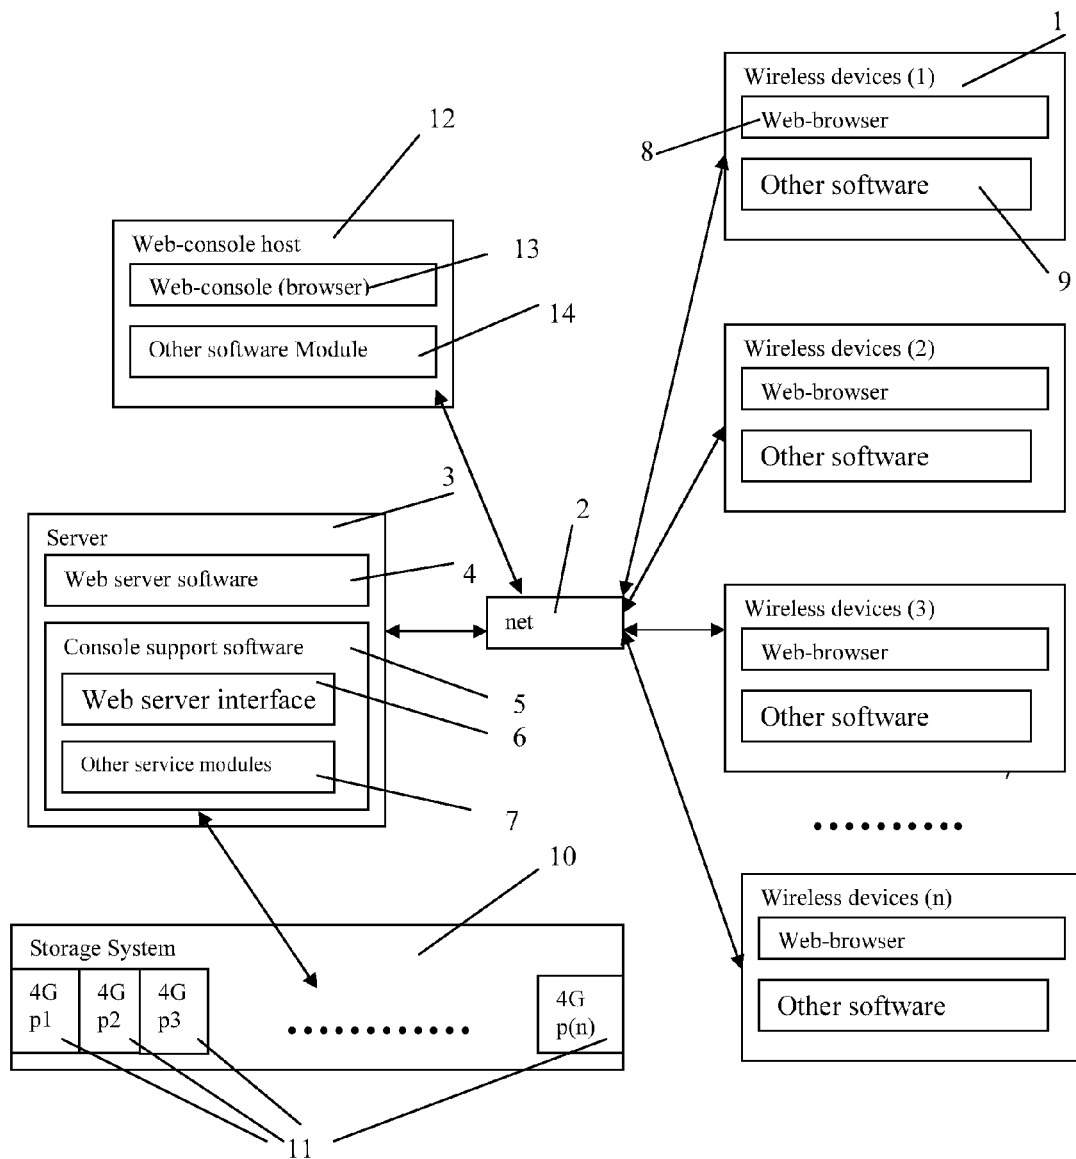 1
Wireless devices (1)
Web-browser
8
Other software
9
12
Web-console host
13
Web-console (browser)
14
Other software Module
Wireless devices (2)
Web-browser
Other software
3
Server
Web server software
4
2
net
Console support software
5
Web server interface
6
Other service modules
7
Wireless devices (3)
Web-browser
Other software
..........
Wireless devices (n)
Web-browser
Other software
10
Storage System
4G
p1
4G
p2
4G
p3
............
4G
p(n)
11